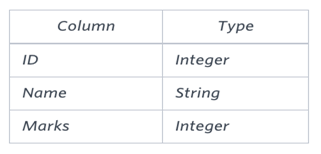 Column Type
ID Integer
Name String
Marks Integer